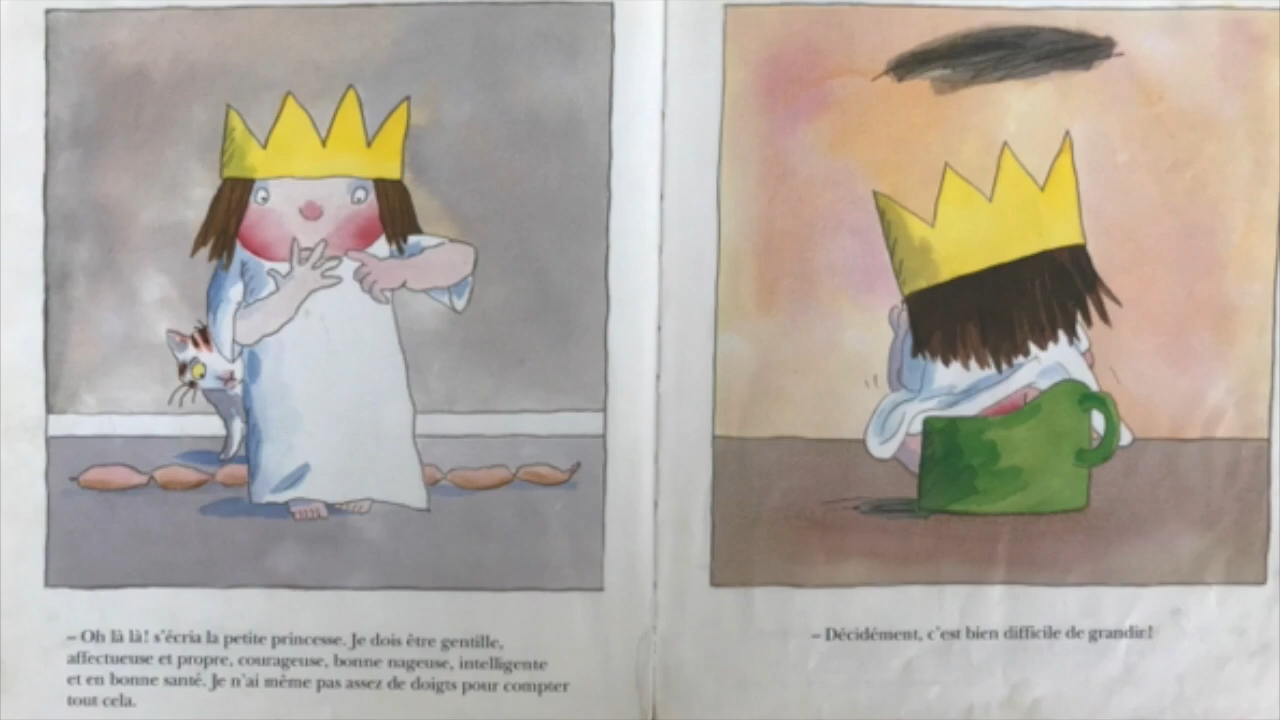 – Oh là là! s'écria la petite princesse. Je dois être gentille,
affectueuse et propre, courageuse, bonne nageuse, intelligente
et en bonne santé. Je n'ai même pas assez de doigts pour compter
tout cela.
– Décidément, c'est bien difficile de grandir!